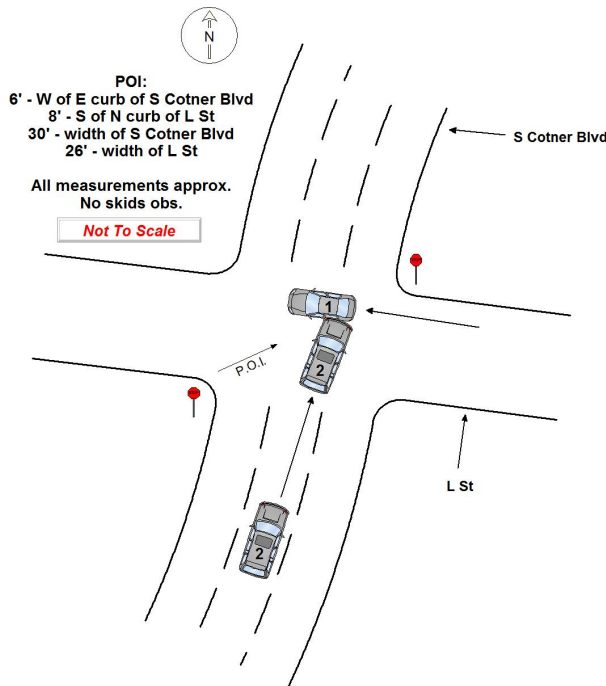 N
POI:
6' - W of E curb of S Cotner Blvd
8' - S of N curb of L St
30' - width of S Cotner Blvd
26' - width of L St
All measurements approx.
No skids obs.
Not To Scale
S Cotner Blvd
1
2
P.O.I.
L St
2